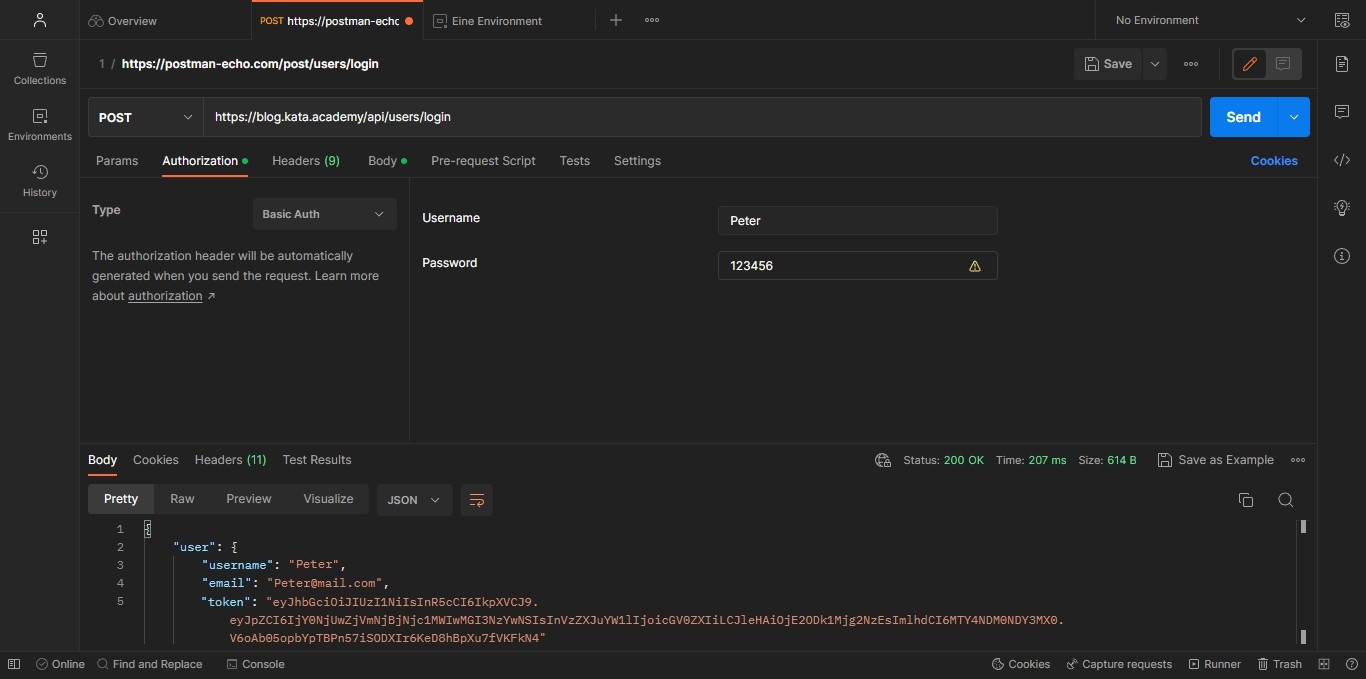 Overview
POST https://postman-echo
Eine Environment
No Environment
Collections
Environments
History
1 / https://postman-echo.com/post/users/login
Save
POST https://blog.kata.academy/api/users/login
Send
Params Authorization Headers (9) Body Pre-request Script Tests Settings Cookies
Type Basic Auth
The authorization header will be automatically
generated when you send the request. Learn more
about authorization ↗
Username Peter
Password 123456
Body Cookies Headers (11) Test Results
Status: 200 OK Time: 207 ms Size: 614 B Save as Example
Pretty Raw Preview Visualize JSON
1 {
2 "user": {
3 "username": "Peter",
4 "email": "Peter@mail.com",
5 "token": "eyJhbGciOiJIUzI1NiIsInR5cCI6IkpXVCJ9.
eyJpZCI6IjY0NjUwZjVmNjBjNjc1MWIwMGI3NzYwNSIsInVzZXJuYW1lIjoicGV0ZXIiLCJleHAiOjE2ODk1Mjg2NzEsImlhdCI6MTY4NDM0NDY3MX0.
V6oAb05opbYpTBPn57iSODXIr6KeD8hBpXu7fVKFkN4"
Online Find and Replace Console
Cookies Capture requests Runner Trash